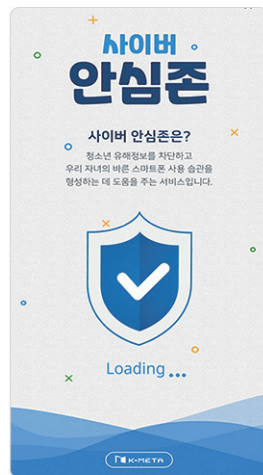 사이버
안심존
사이버 안심존은?
청소년 유해정보를 차단하고
우리 자녀의 바른 스마트폰 사용 습관을
형성하는 데 도움을 주는 서비스입니다.
Loading...
K-META